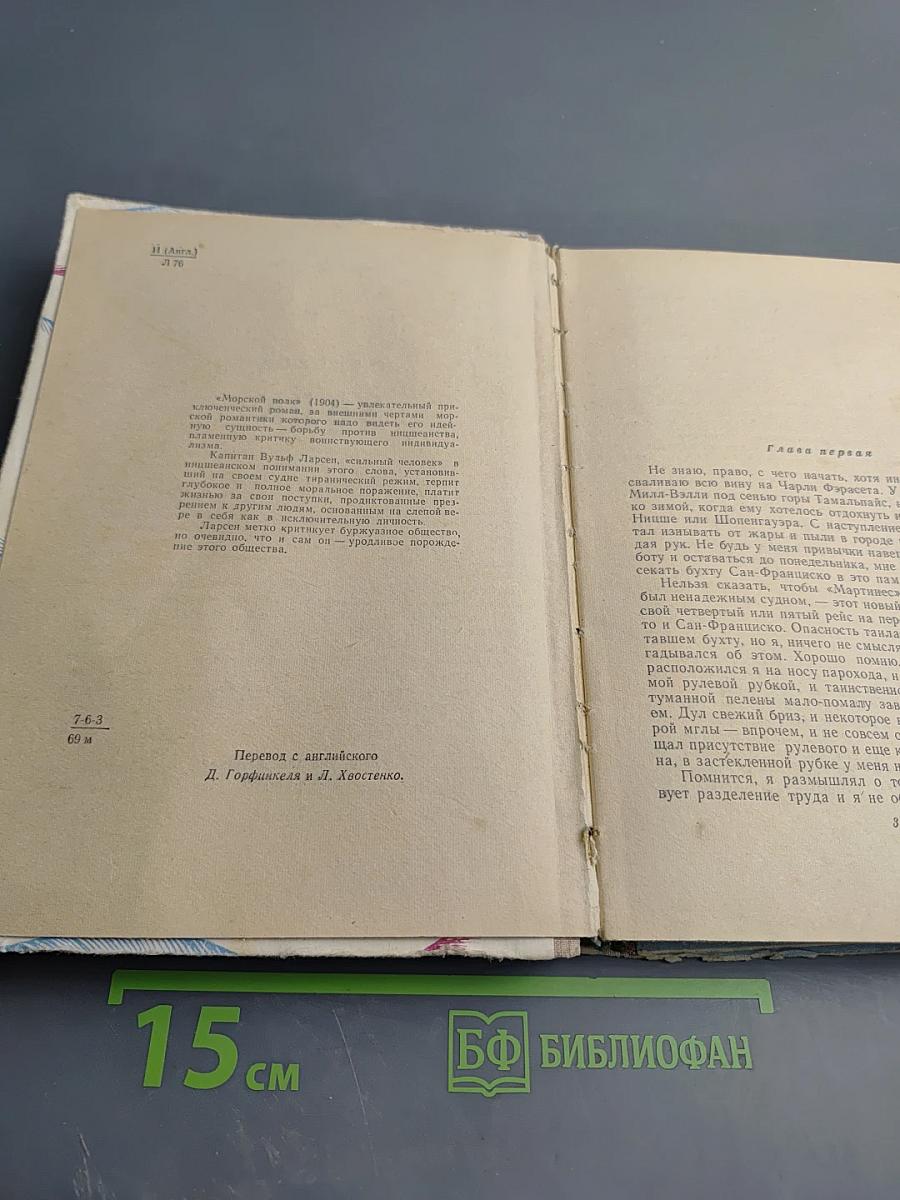 И (Англ.)
Л 76
«Морской волк» (1904) — увлекательный при-
ключенческий роман, за внешними чертами мор-
ской романтики которого надо видеть его идей-
ную сущность — борьбу против ницшеанства,
пламенную критику воинствующего индивидуа-
лизма.
Капитан Вульф Ларсен, «сильный человек» в
ницшеанском понимании этого слова, установив-
ший на своем судне тиранический режим, терпит
глубокое и полное моральное поражение, платит
жизнью за свои поступки, продиктованные презре-
нием к другим людям, основанным на слепой ве-
ре в себя как в исключительную личность.
Ларсен метко критикует буржуазное общество,
но очевидно, что и сам он — уродливое порожде-
ние этого общества.
7-6-3
69 м
Перевод с английского
Д. Горфинкеля и Л. Хвостенко.
Глава первая
Не знаю, право, с чего начать, хотя ин
сваливаю всю вину на Чарли Фэрасета. У
Милл-Вэлли под сенью горы Тамальпайс,
ко зимой, когда ему хотелось отдохнуть и
Ницше или Шопенгауэра. С наступление
тал изнывать от жары и пыли в городе
дая рук. Не будь у меня привычки навещ
боту и оставаться до понедельника, мне
секать бухту Сан-Франциско в это пам
Нельзя сказать, чтобы «Мартинес»
был ненадежным судном, — этот новый
свой четвертый или пятый рейс на пер
то и Сан-Франциско. Опасность таила
тавшем бухту, но я, ничего не смысля
гадывался об этом. Хорошо помню,
расположился я на носу парохода, н
мой рулевой рубкой, и таинственно
туманной пелены мало-помалу зав
ем. Дул свежий бриз, и некоторое в
рой мглы — впрочем, и не совсем с
щал присутствие рулевого и еще к
на, в застекленной рубке у меня н
Помнится, я размышлял о то
вует разделение труда и я не об
3
15 см
БФ БИБЛИОФАН